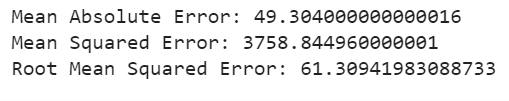 Mean Absolute Error: 49.304000000000016
Mean Squared Error: 3758.844960000001
Root Mean Squared Error: 61.30941983088733